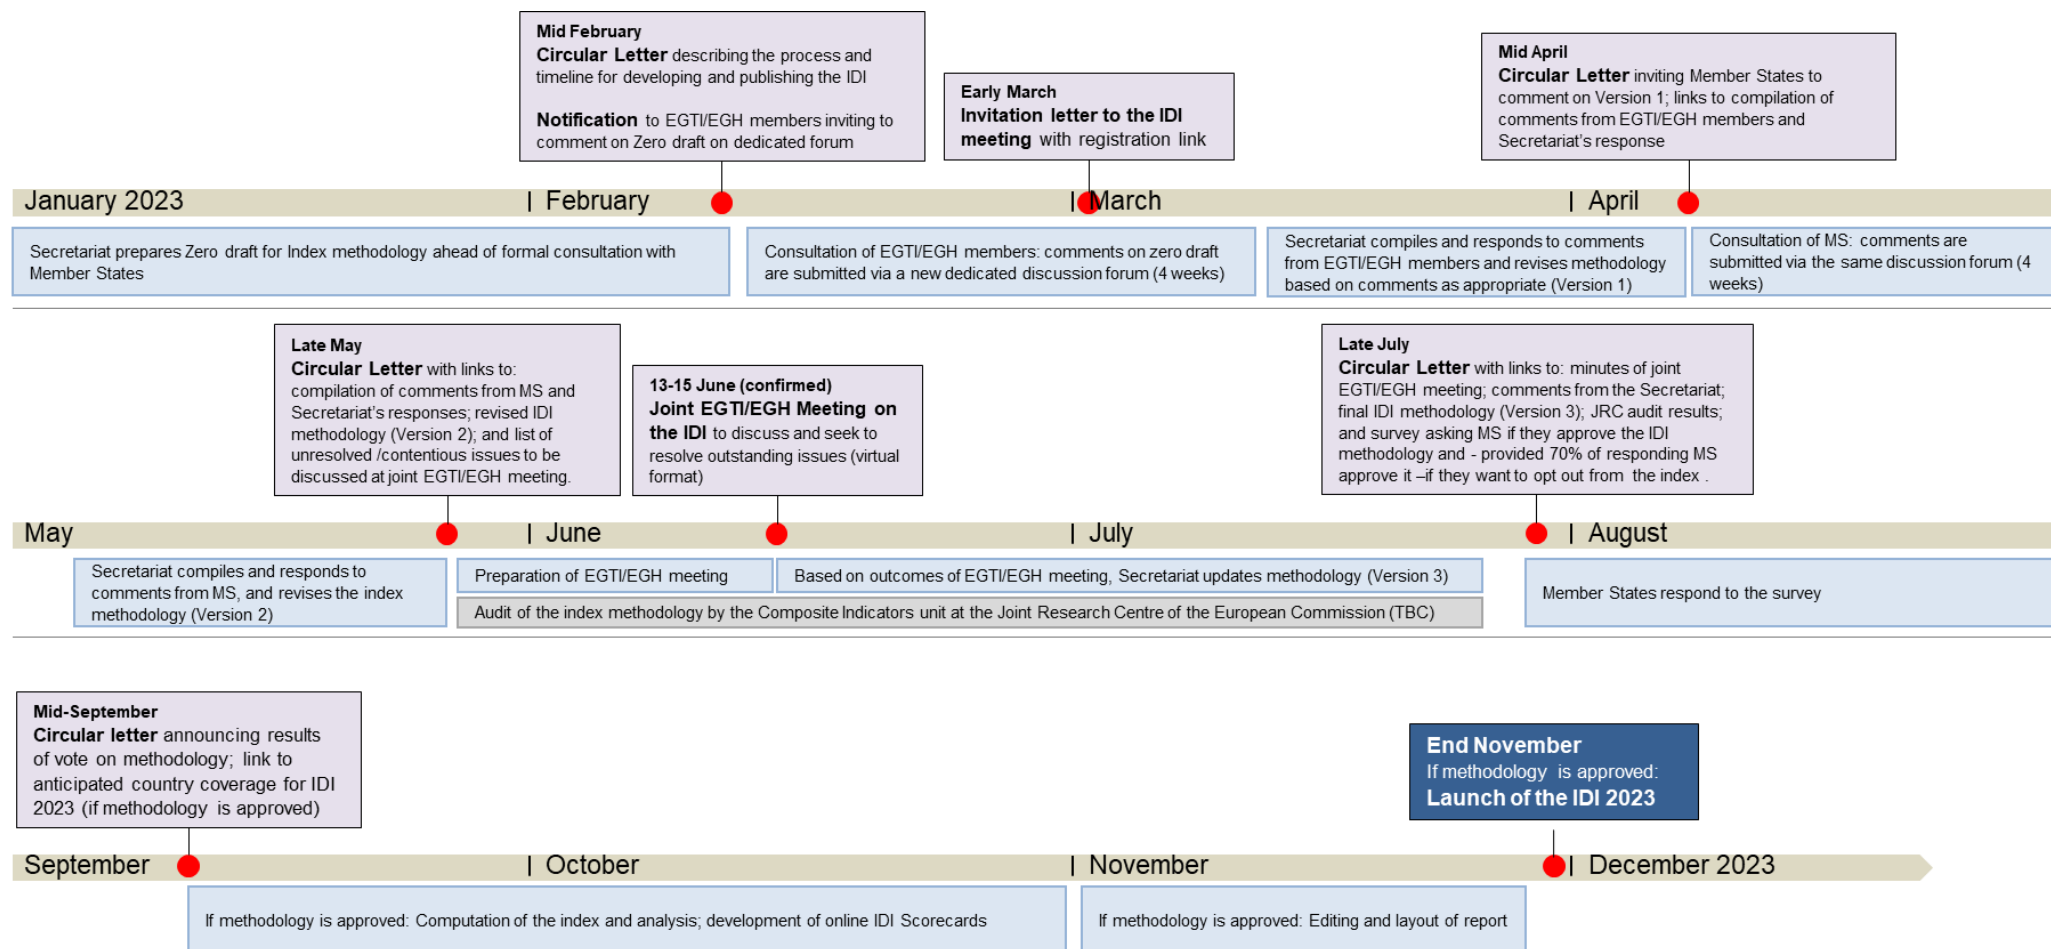 Mid February
Circular Letter describing the process and
timeline for developing and publishing the IDI
Notification to EGTI/EGH members inviting to
comment on Zero draft on dedicated forum
Early March
Invitation letter to the IDI
meeting with registration link
Mid April
Circular Letter inviting Member States to
comment on Version 1; links to compilation of
comments from EGTI/EGH members and
Secretariat's response
January 2023
February
March
April
Secretariat prepares Zero draft for Index methodology ahead of formal consultation with
Member States
Consultation of EGTI/EGH members: comments on zero draft
are submitted via a new dedicated discussion forum (4 weeks)
Secretariat compiles and responds to comments
from EGTI/EGH members and revises methodology
based on comments as appropriate (Version 1)
Consultation of MS: comments are
submitted via the same discussion forum (4
weeks)
Late May
Circular Letter with links to:
compilation of comments from MS and
Secretariat's responses; revised IDI
methodology (Version 2); and list of
unresolved /contentious issues to be
discussed at joint EGTI/EGH meeting.
13-15 June (confirmed)
Joint EGTI/EGH Meeting on
the IDI to discuss and seek to
resolve outstanding issues (virtual
format)
Late July
Circular Letter with links to: minutes of joint
EGTI/EGH meeting; comments from the Secretariat;
final IDI methodology (Version 3); JRC audit results;
and survey asking MS if they approve the IDI
methodology and - provided 70% of responding MS
approve it –if they want to opt out from the index .
May
June
July
August
Secretariat compiles and responds to
comments from MS, and revises the index
methodology (Version 2)
Preparation of EGTI/EGH meeting
Based on outcomes of EGTI/EGH meeting, Secretariat updates methodology (Version 3)
Audit of the index methodology by the Composite Indicators unit at the Joint Research Centre of the European Commission (TBC)
Member States respond to the survey
Mid-September
Circular letter announcing results
of vote on methodology; link to
anticipated country coverage for IDI
2023 (if methodology is approved)
End November
If methodology is approved:
Launch of the IDI 2023
September
October
November
December 2023
If methodology is approved: Computation of the index and analysis; development of online IDI Scorecards
If methodology is approved: Editing and layout of report